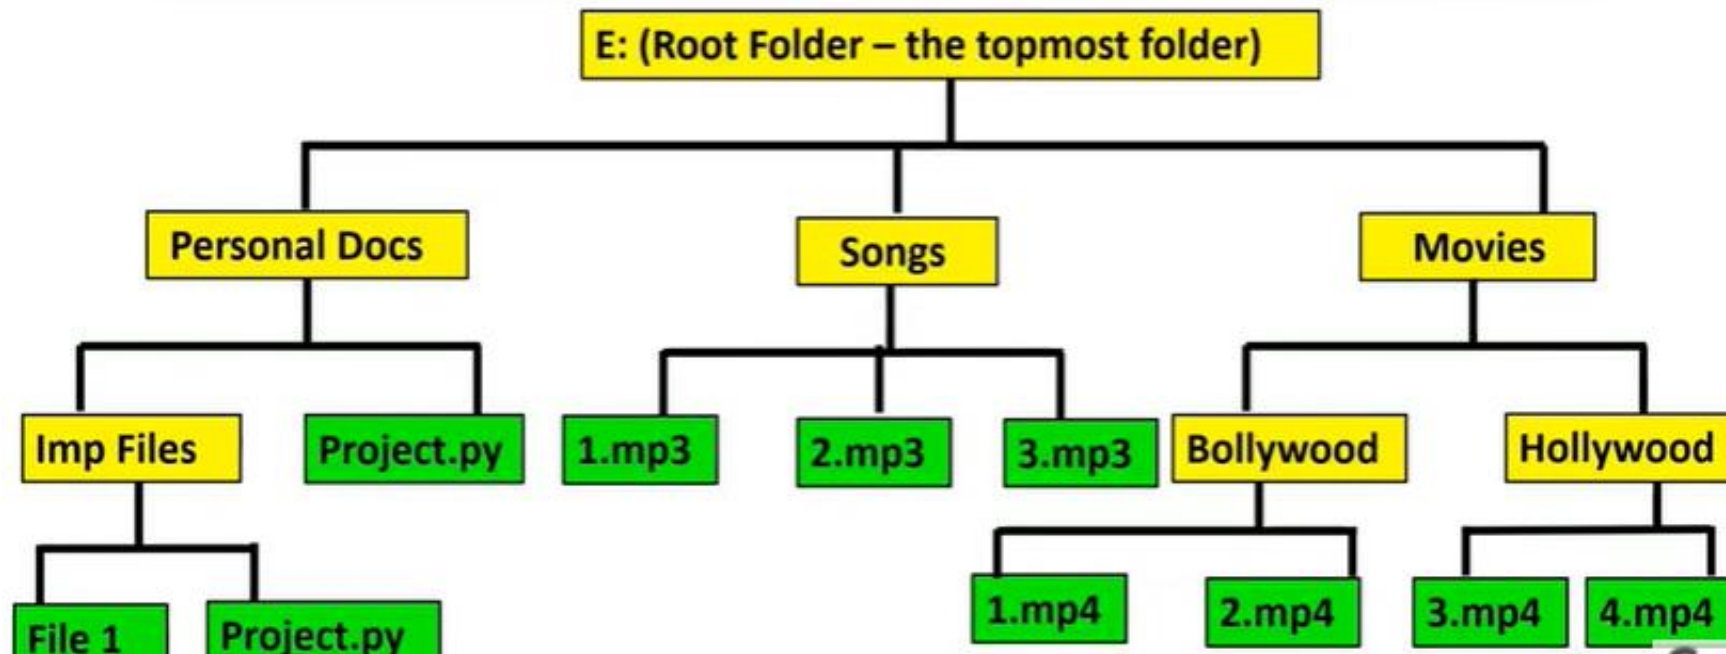 E: (Root Folder – the topmost folder)
Personal Docs
Songs
Movies
Imp Files
Project.py
1.mp3
2.mp3
3.mp3
Bollywood
Hollywood
File 1
Project.py
1.mp4
2.mp4
3.mp4
4.mp4